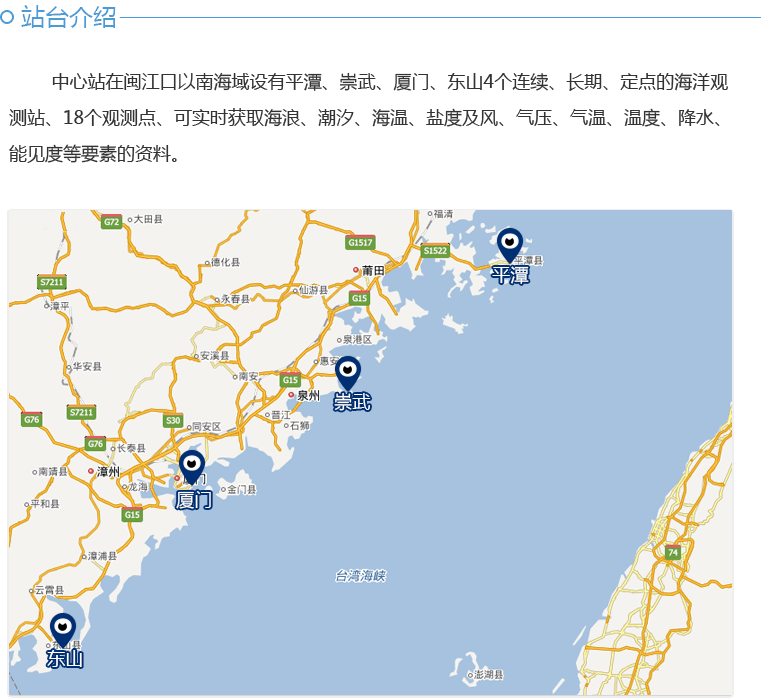 站台介绍
中心站在闽江口以南海域设有平潭、崇武、厦门、东山4个连续、长期、定点的海洋观
测站、18个观测点、可实时获取海浪、潮汐、海温、盐度及风、气压、气温、温度、降水、
能见度等要素的资料。
福清
G72
大田县
G1517
S1522
平潭县
平潭
德化县
莆田
S7211
仙游县
永春县
G15
漳平
泉港区
安溪县
惠安
华安县
南安
G15
崇武
泉州
S7211
晋江
G76
S30
同安区
石狮
G76
长泰县
南靖县
漳州
厦门
龙海
金门县
厦门
平和县
G15
74
漳浦县
台湾海峡
云霄县
东山县
东山
澎湖县